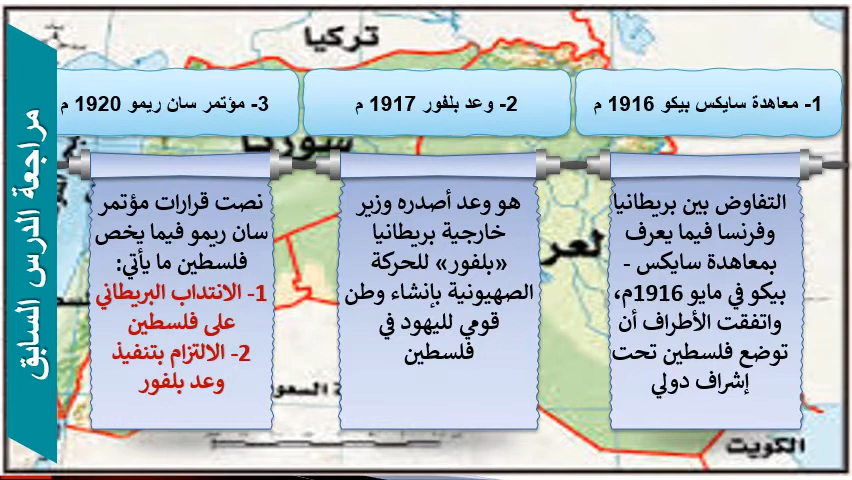 مراجعة الدرس السابق
تركيا
1- معاهدة سايكس بيكو 1916 م
2- وعد بلفور 1917 م
3- مؤتمر سان ريمو 1920 م
سوريا
التفاوض بين بريطانيا
وفرنسا فيما يعرف
بمعاهدة سايكس -
بيكو في مايو 1916م،
واتفقت الأطراف أن
توضع فلسطين تحت
إشراف دولي
هو وعد أصدره وزير
خارجية بريطانيا
«بلفور» للحركة
الصهيونية بإنشاء وطن
قومي لليهود في
فلسطين
نصت قرارات مؤتمر
سان ريمو فيما يخص
فلسطين ما يأتي:
1- الانتداب البريطاني
على فلسطين
2- الالتزام بتنفيذ
وعد بلفور
الكويت